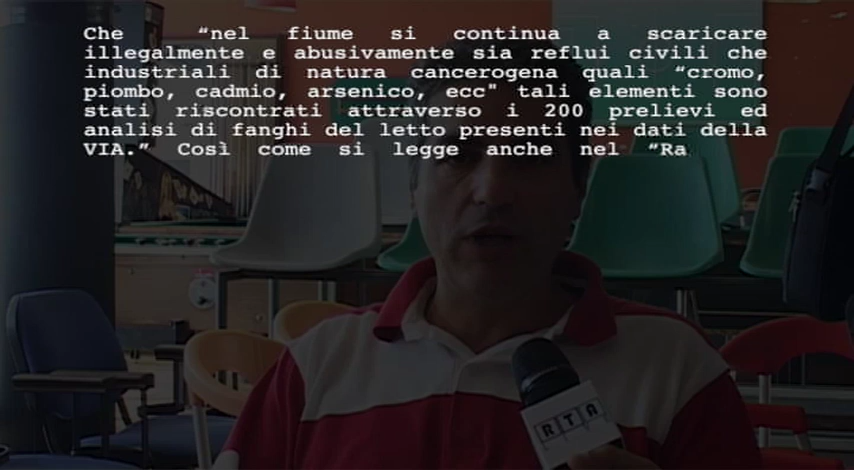 Che “nel fiume si continua a scaricare
illegalmente e abusivamente sia reflui civili che
industriali di natura cancerogena quali “cromo,
piombo, cadmio, arsenico, ecc" tali elementi sono
stati riscontrati attraverso i 200 prelievi ed
analisi di fanghi del letto presenti nei dati della
VIA.” Così come si legge anche nel “Ra
RTA